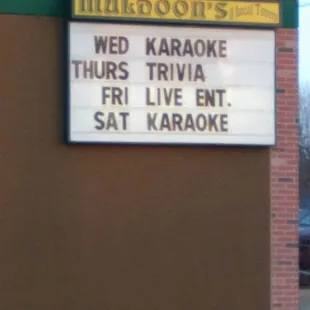 MULDOON'S
WED KARAOKE
THURS TRIVIA
FRI LIVE ENT.
SAT KARAOKE